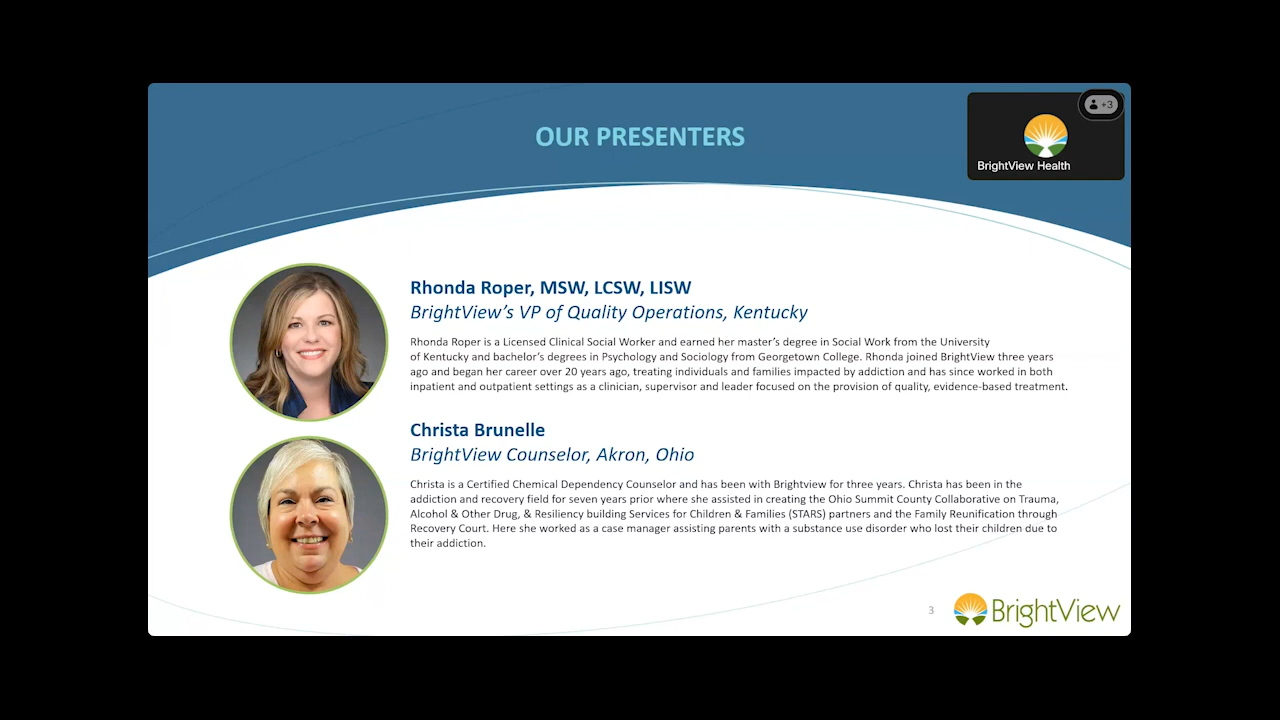 OUR PRESENTERS
+3
BrightView Health
Rhonda Roper, MSW, LCSW, LISW
BrightView's VP of Quality Operations, Kentucky
Rhonda Roper is a Licensed Clinical Social Worker and earned her master's degree in Social Work from the University
of Kentucky and bachelor's degrees in Psychology and Sociology from Georgetown College. Rhonda joined BrightView three years
ago and began her career over 20 years ago, treating individuals and families impacted by addiction and has since worked in both
inpatient and outpatient settings as a clinician, supervisor and leader focused on the provision of quality, evidence-based treatment.
Christa Brunelle
BrightView Counselor, Akron, Ohio
Christa is a Certified Chemical Dependency Counselor and has been with Brightview for three years. Christa has been in the
addiction and recovery field for seven years prior where she assisted in creating the Ohio Summit County Collaborative on Trauma,
Alcohol & Other Drug, & Resiliency building Services for Children & Families (STARS) partners and the Family Reunification through
Recovery Court. Here she worked as a case manager assisting parents with a substance use disorder who lost their children due to
their addiction.
3
BrightView